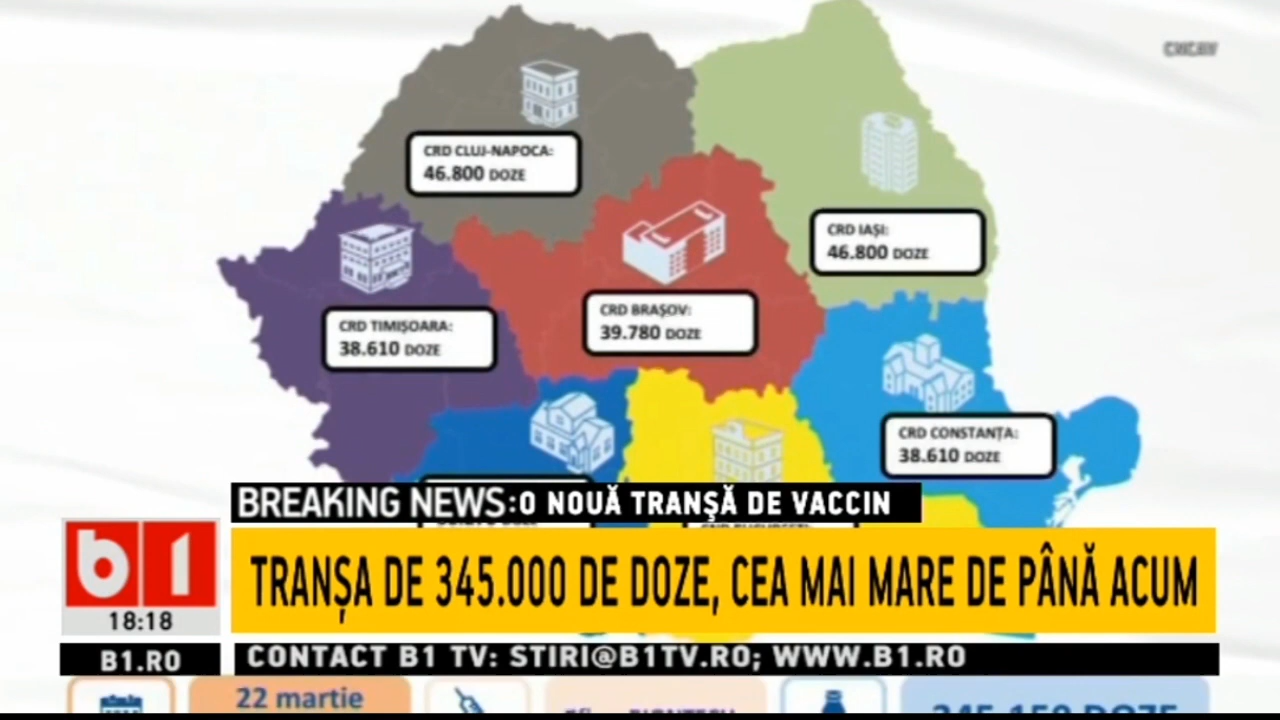 CNCAV
CRD CLUJ-NAPOCA:
46.800 DOZE
CRD IAȘI:
46.800 DOZE
CRD TIMIȘOARA:
38.610 DOZE
CRD BRAȘOV:
39.780 DOZE
CRD CONSTANȚA:
38.610 DOZE
BREAKING NEWS:O NOUĂ TRANŞĂ DE VACCIN
b1
TRANȘA DE 345.000 DE DOZE, CEA MAI MARE DE PÂNĂ ACUM
18:18
B1.RO
CONTACT B1 TV: STIRI@B1TV.RO; WWW.B1.RO
22 martie